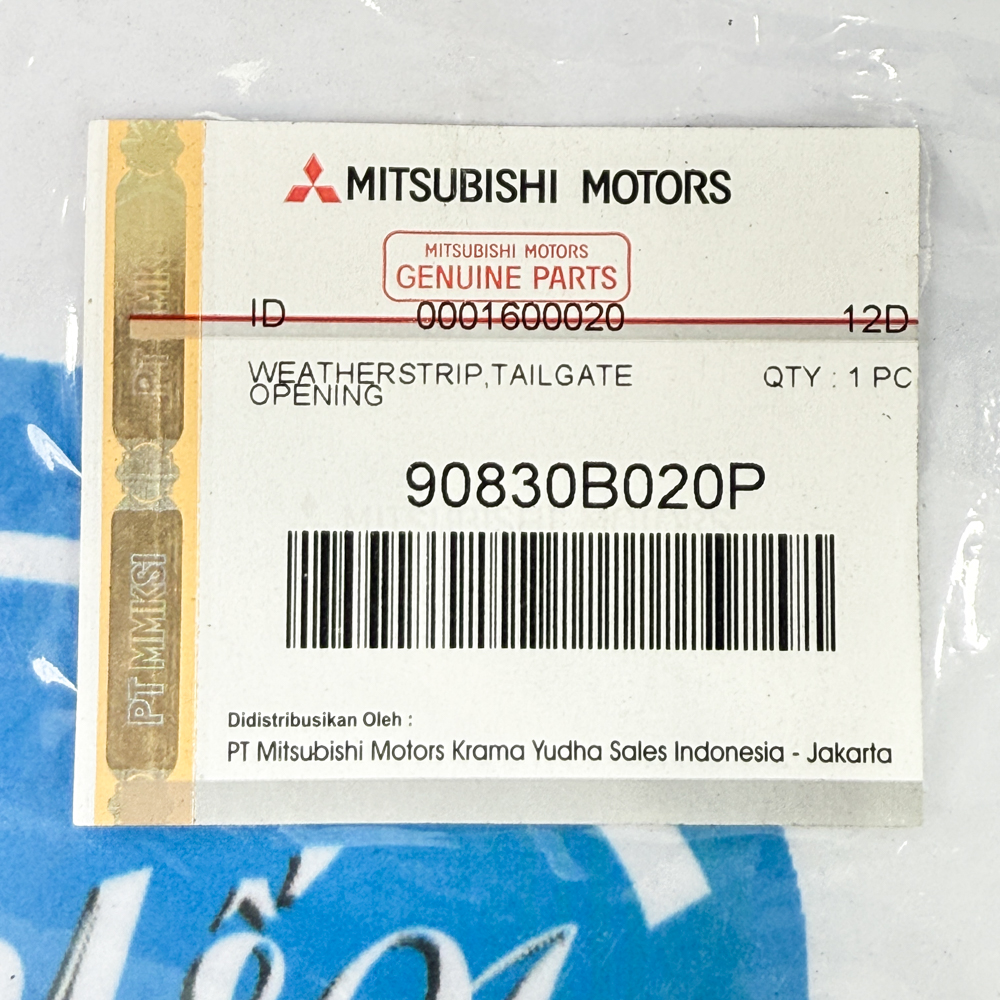 MITSUBISHI MOTORS
MITSUBISHI MOTORS
GENUINE PARTS
ID 0001600020 12D
WEATHERSTRIP,TAILGATE QTY : 1 PC
OPENING
90830B020P
Didistribusikan Oleh :
PT Mitsubishi Motors Krama Yudha Sales Indonesia - Jakarta
PT MMKSI
PT MMKSI